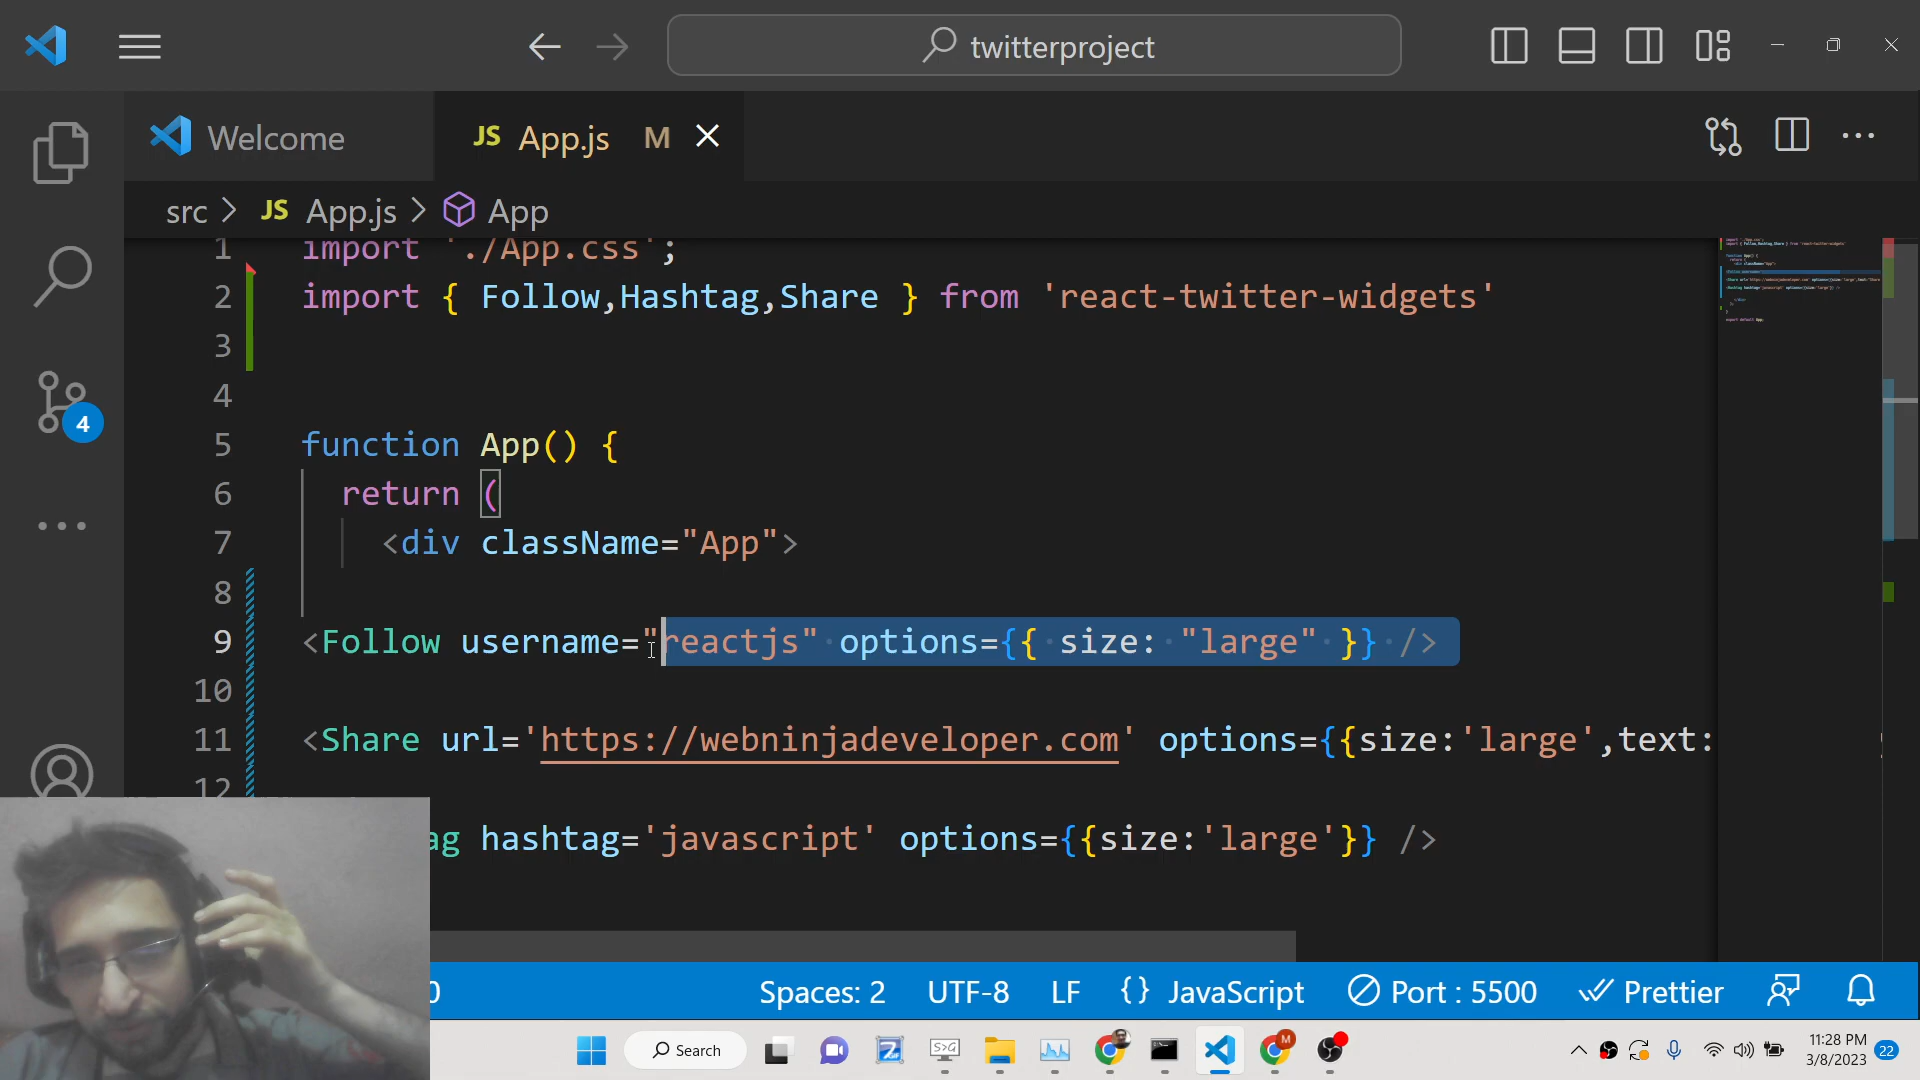 twitterproject
Welcome
JS App.js M
src > JS App.js > App
1 import './App.css';
2 import { Follow,Hashtag,Share } from 'react-twitter-widgets'
3
4
5 function App() {
6 return (
7 <div className="App">
8
9 <Follow username="reactjs" options={{ size: "large" }} />
10
11 <Share url='https://webninjadeveloper.com' options={{size:'large',text:
12
ag hashtag='javascript' options={{size:'large'}} />
4
Spaces: 2 UTF-8 LF {} JavaScript Port : 5500 Prettier
Search
11:28 PM
3/8/2023
22